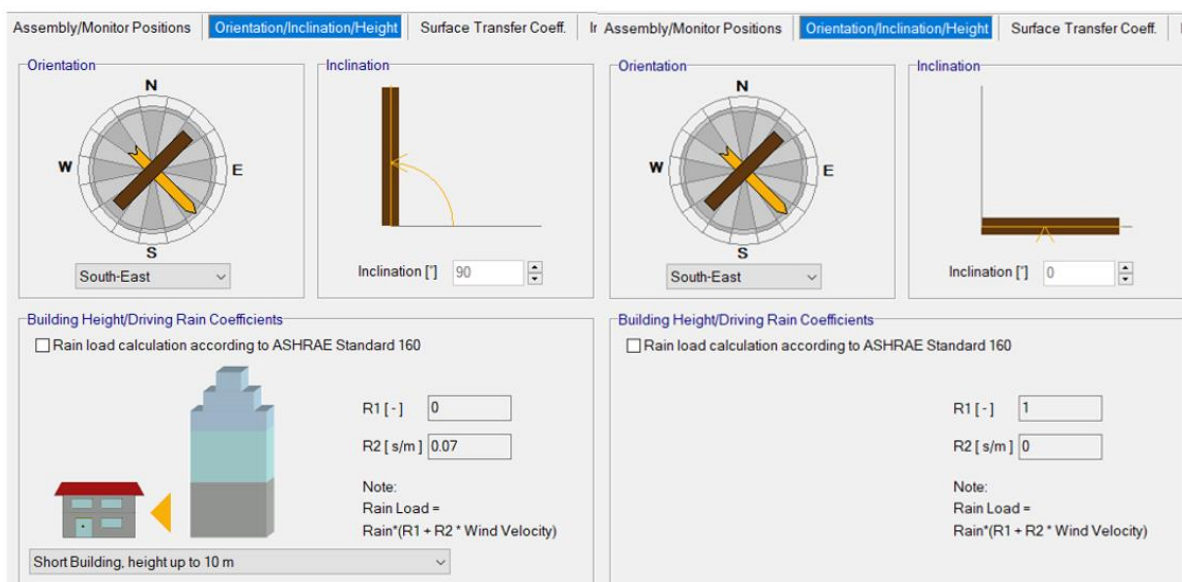 Assembly/Monitor Positions Orientation/Inclination/Height Surface Transfer Coeff.
Orientation
Inclination
N
W
E
S
South-East
Inclination [°] 90
Building Height/Driving Rain Coefficients
Rain load calculation according to ASHRAE Standard 160
R1 [ - ] 0
R2 [ s/m ] 0.07
Note:
Rain Load =
Rain*(R1 + R2 * Wind Velocity)
Short Building, height up to 10 m
Assembly/Monitor Positions Orientation/Inclination/Height Surface Transfer Coeff.
Orientation
Inclination
N
W
E
S
South-East
Inclination [°] 0
Building Height/Driving Rain Coefficients
Rain load calculation according to ASHRAE Standard 160
R1 [ - ] 1
R2 [ s/m ] 0
Note:
Rain Load =
Rain*(R1 + R2 * Wind Velocity)